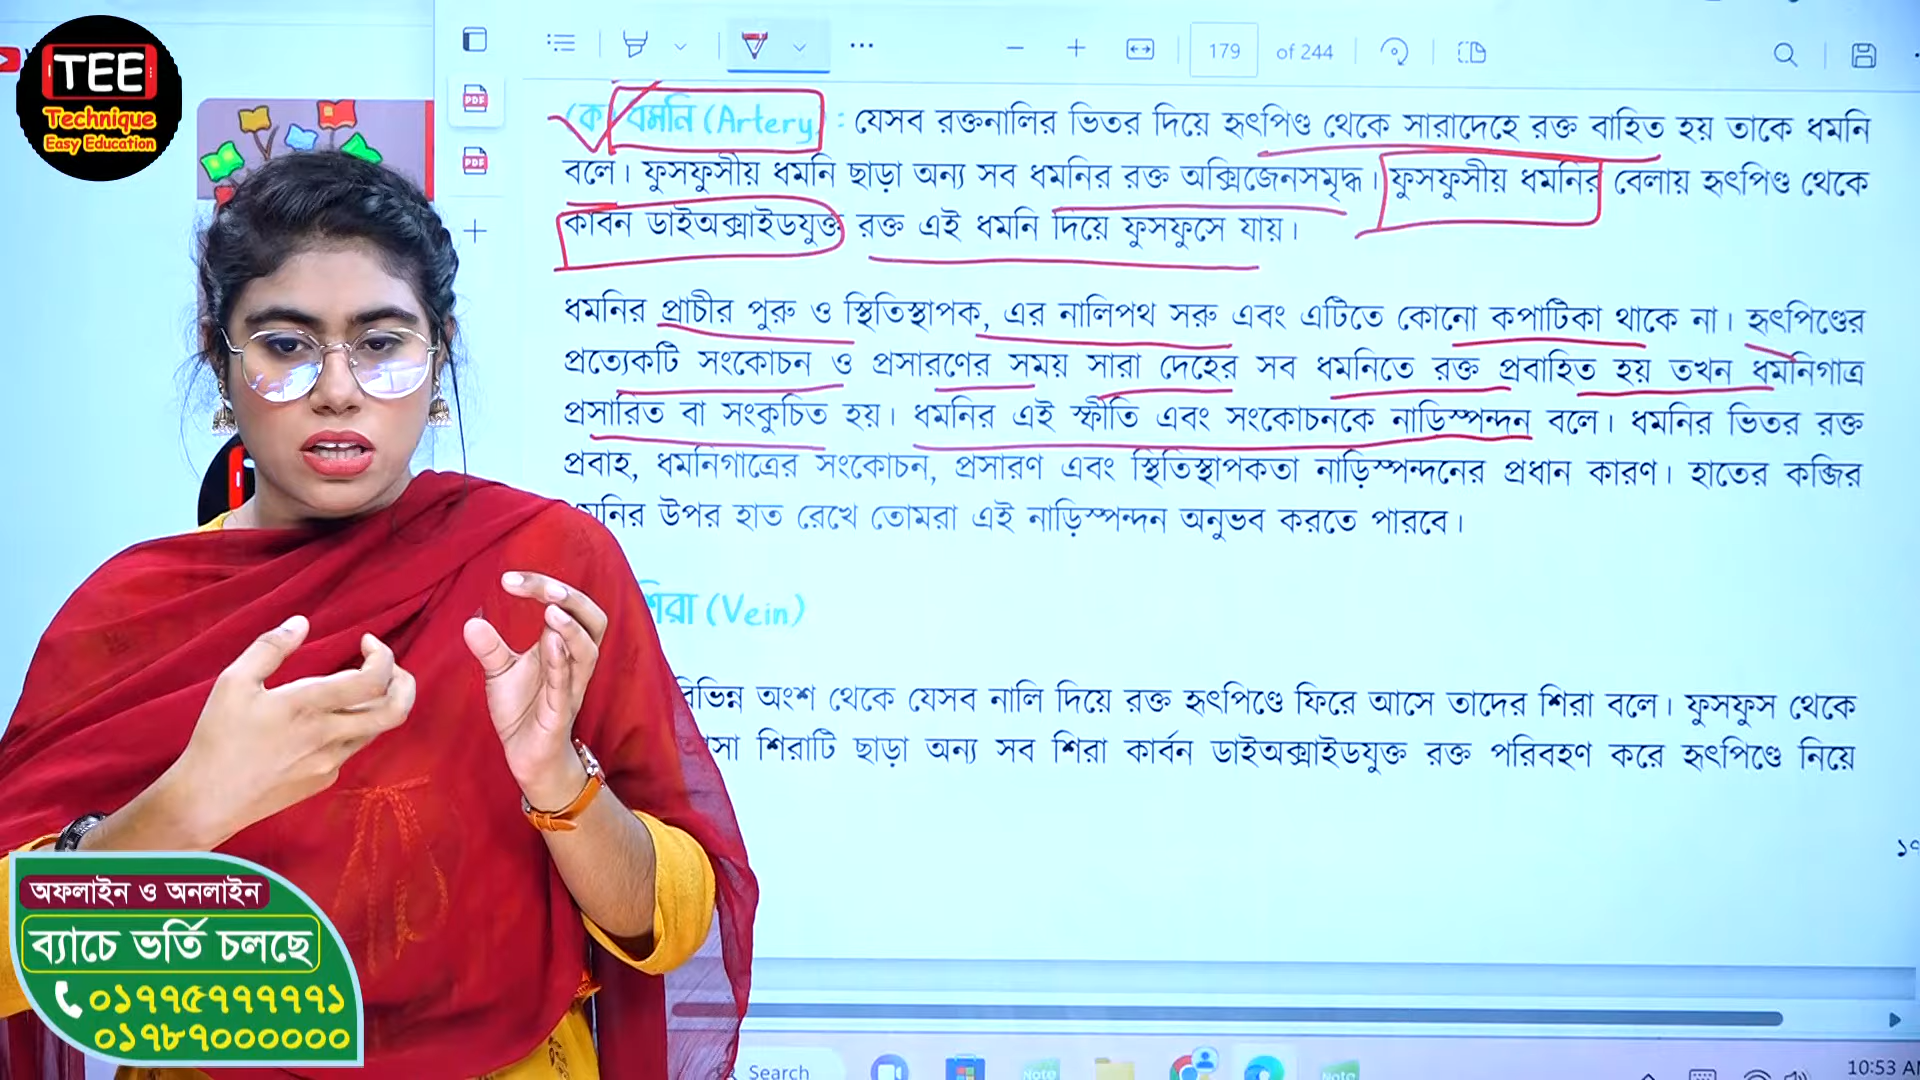 TEE
Technique
Easy Education
179 of 244
(ক) ধমনি (Artery) : যেসব রক্তনালির ভিতর দিয়ে হৃৎপিণ্ড থেকে সারাদেহে রক্ত বাহিত হয় তাকে ধমনি
বলে। ফুসফুসীয় ধমনি ছাড়া অন্য সব ধমনির রক্ত অক্সিজেনসমৃদ্ধ। ফুসফুসীয় ধমনির বেলায় হৃৎপিণ্ড থেকে
কার্বন ডাইঅক্সাইডযুক্ত রক্ত এই ধমনি দিয়ে ফুসফুসে যায়।
ধমনির প্রাচীর পুরু ও স্থিতিস্থাপক, এর নালিপথ সরু এবং এটিতে কোনো কপাটিকা থাকে না। হৃৎপিণ্ডের
প্রত্যেকটি সংকোচন ও প্রসারণের সময় সারা দেহের সব ধমনিতে রক্ত প্রবাহিত হয় তখন ধমনিগাত্র
প্রসারিত বা সংকুচিত হয়। ধমনির এই স্ফীতি এবং সংকোচনকে নাড়িস্পন্দন বলে। ধমনির ভিতর রক্ত
প্রবাহ, ধমনিগাত্রের সংকোচন, প্রসারণ এবং স্থিতিস্থাপকতা নাড়িস্পন্দনের প্রধান কারণ। হাতের কব্জির
উপর হাত রেখে তোমরা এই নাড়িস্পন্দন অনুভব করতে পারবে।
শিরা (Vein)
বিভিন্ন অংশ থেকে যেসব নালি দিয়ে রক্ত হৃৎপিণ্ডে ফিরে আসে তাদের শিরা বলে। ফুসফুস থেকে
শিরাটি ছাড়া অন্য সব শিরা কার্বন ডাইঅক্সাইডযুক্ত রক্ত পরিবহণ করে হৃৎপিণ্ডে নিয়ে
অফলাইন ও অনলাইন
ব্যাচে ভর্তি চলছে
০১৭৭৫৭৭৭৭৭১
০১৭৮৭০০০০০০
Search
10:53